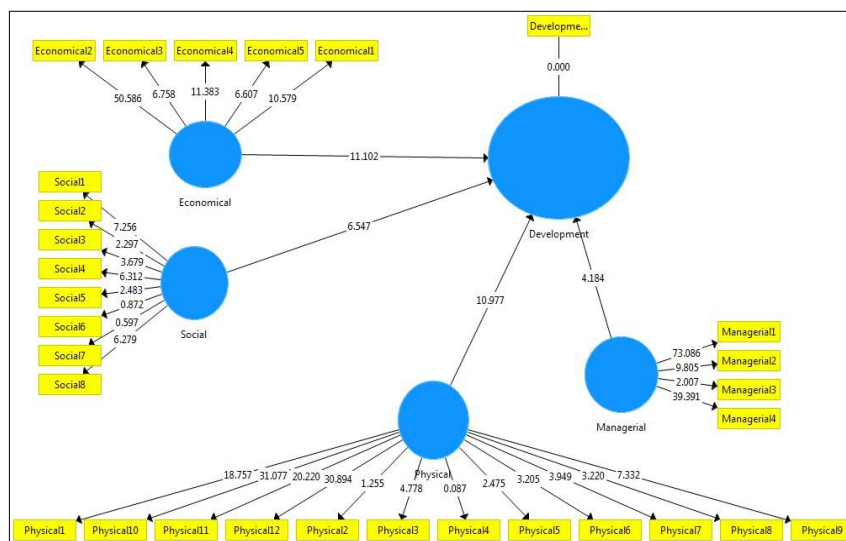 Developme...
Economical2 Economical3 Economical4 Economical5 Economical1
0.000
50.586 6.758 11.383 6.607 10.579
11.102
Economical
Social1
Social2
Social3
Social4
Social5
Social6
Social7
Social8
7.256
2.297
3.679
6.312
2.483
0.872
0.597
6.279
Social
6.547
Development
10.977
4.184
Managerial1
Managerial2
Managerial3
Managerial4
73.086
9.805
2.007
39.391
Managerial
Physical
18.757 31.077 20.220 30.894 1.255 4.778 0.087 2.475 3.205 3.949 3.220 7.332
Physical1 Physical10 Physical11 Physical12 Physical2 Physical3 Physical4 Physical5 Physical6 Physical7 Physical8 Physical9